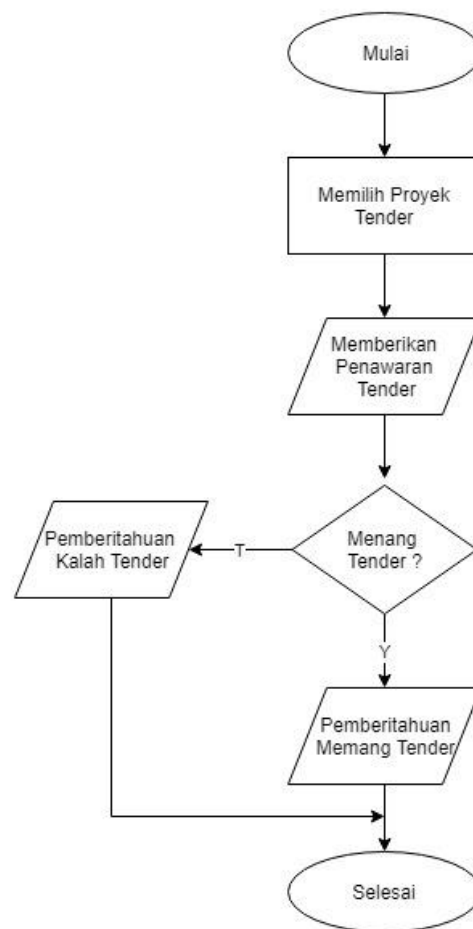 Mulai
Memilih Proyek
Tender
Memberikan
Penawaran
Tender
Menang
Tender ?
T
Pemberitahuan
Kalah Tender
Y
Pemberitahuan
Memang Tender
Selesai